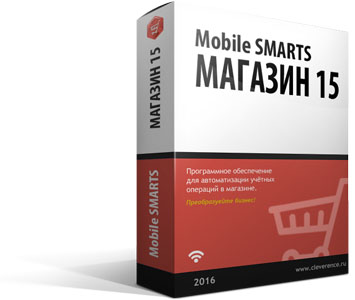 Mobile SMARTS
МАГАЗИН 15
Программное обеспечение
для автоматизации учётных
операций в магазине.
Преобразуйте бизнес!
www.cleverence.ru
2016
Mobile SMARTS
МАГАЗИН 15